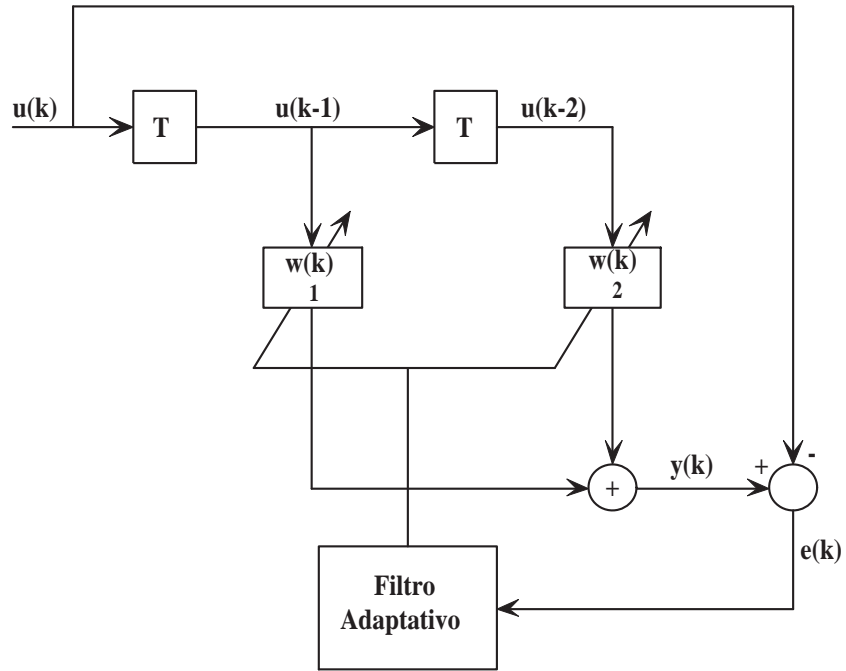 u(k)
T
u(k-1)
T
u(k-2)
w(k)
1
w(k)
2
+
y(k)
+
-
e(k)
Filtro
Adaptativo